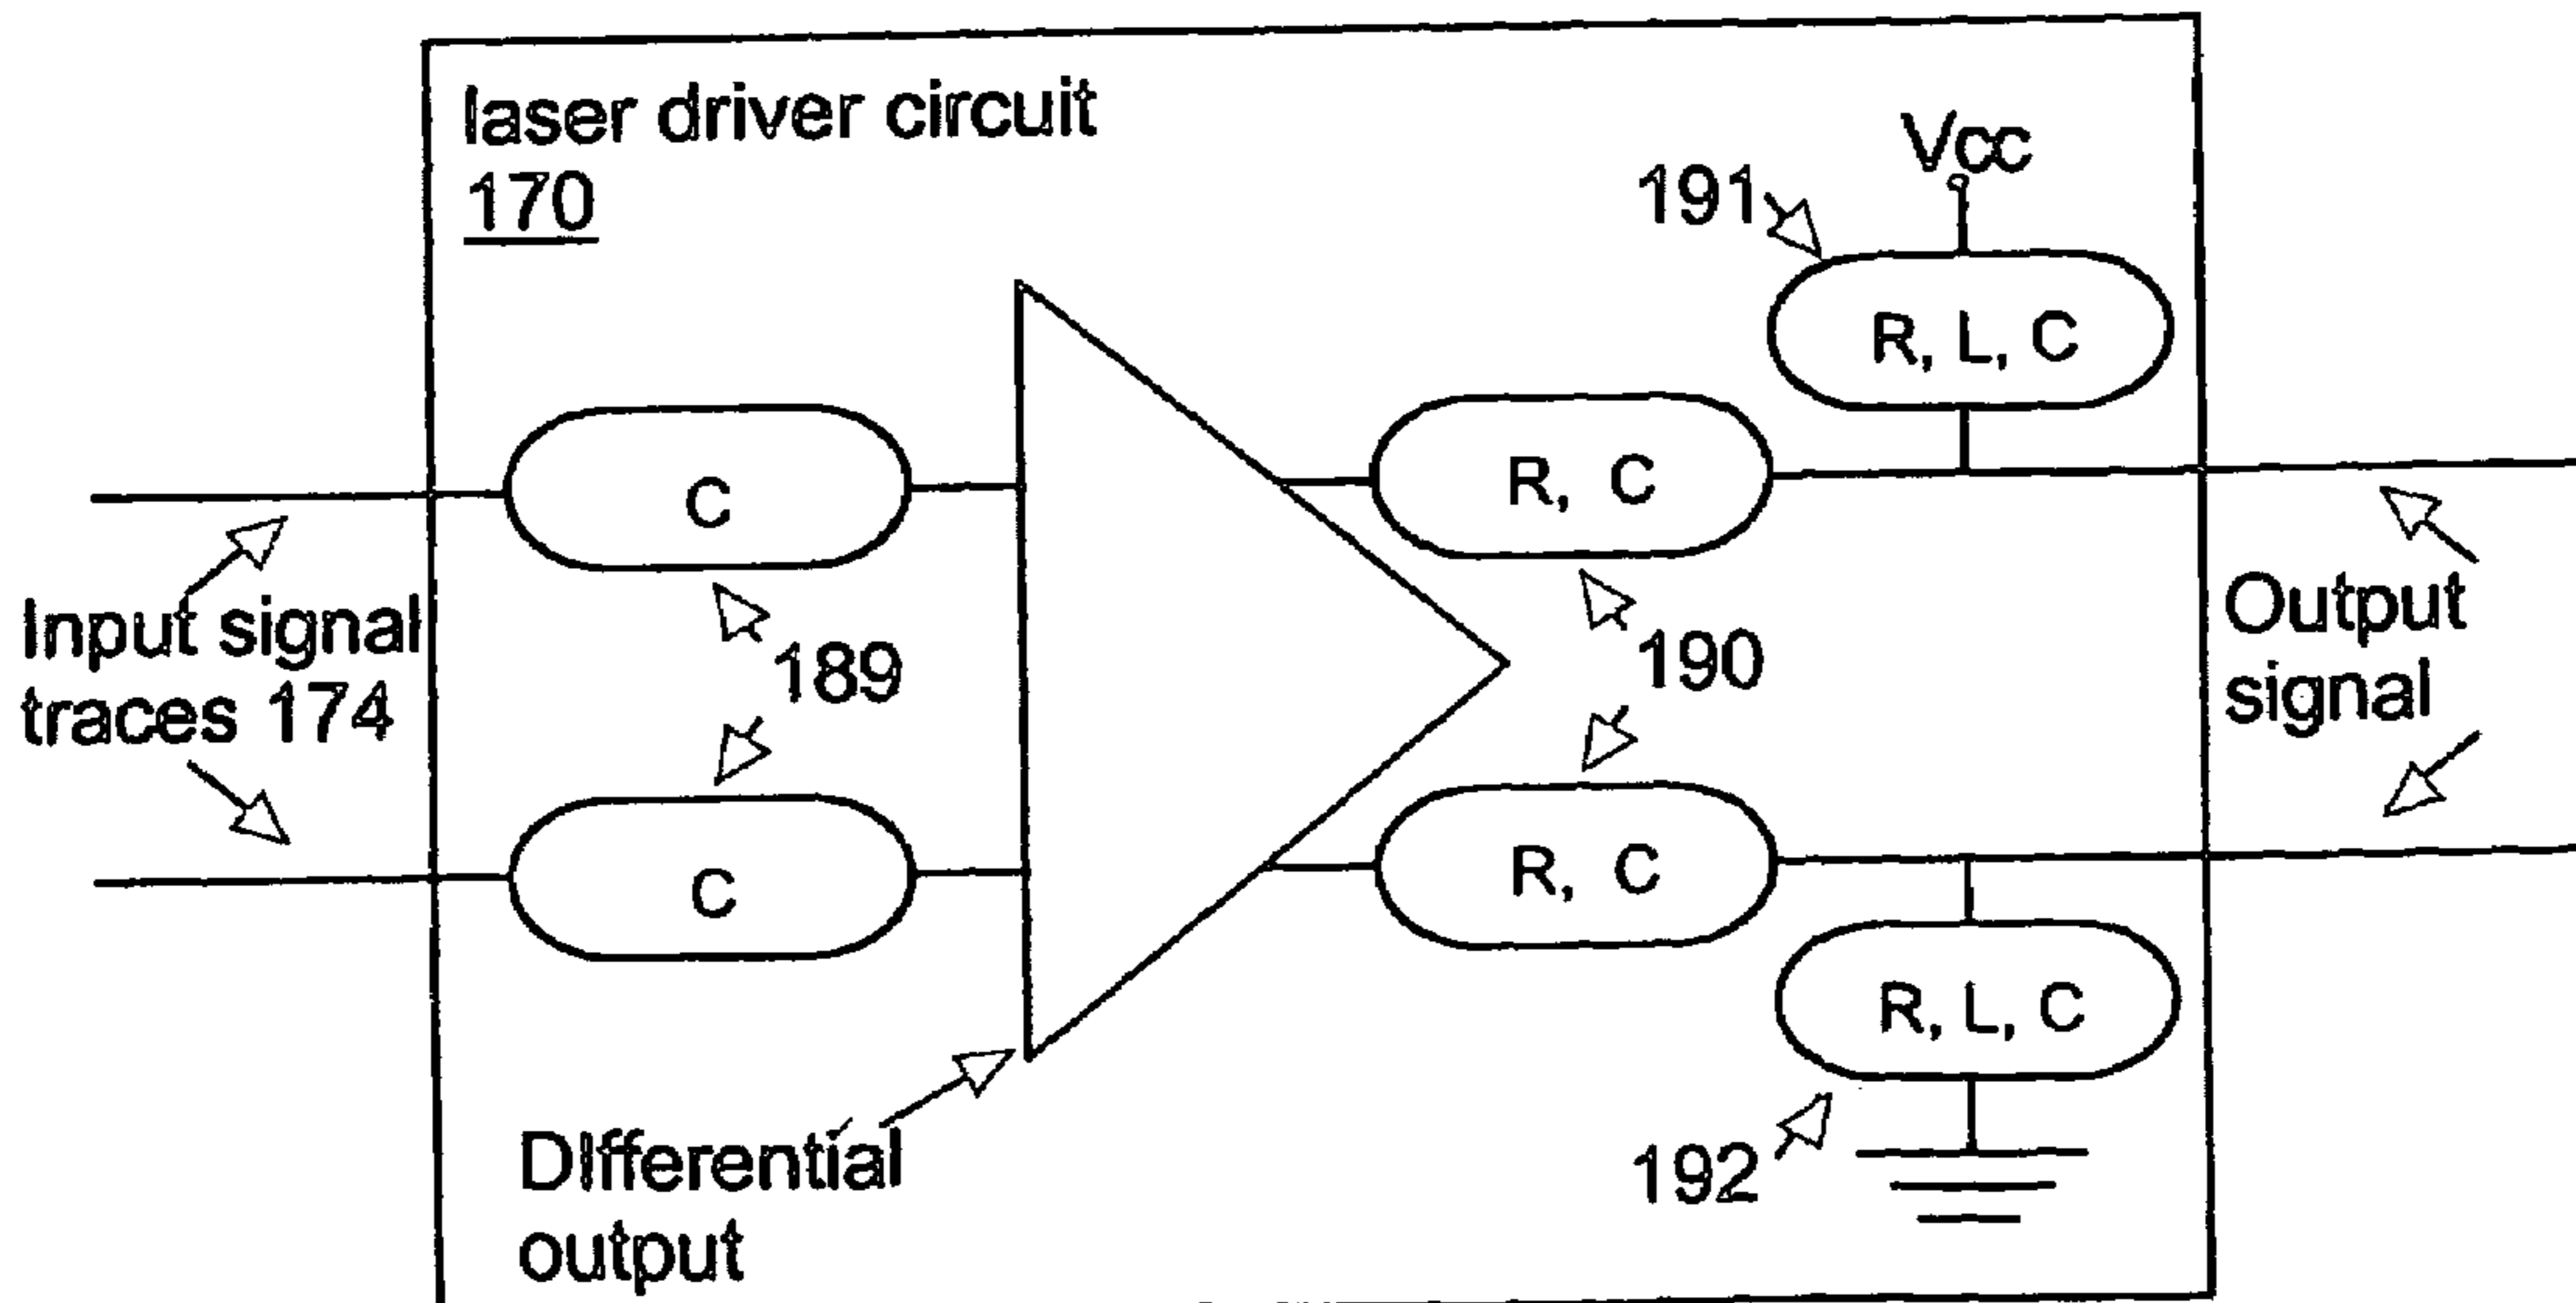 laser driver circuit
170
Vcc
191
R, L, C
C
R, C
Input signal
traces 174
189
190
Output
signal
C
R, C
R, L, C
192
DIfferential
output